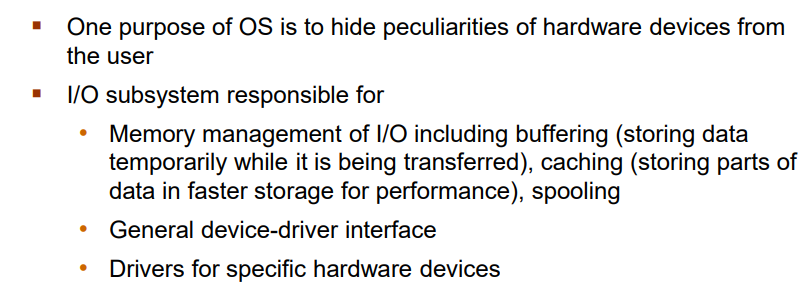 ▪ One purpose of OS is to hide peculiarities of hardware devices from
the user
▪ I/O subsystem responsible for
• Memory management of I/O including buffering (storing data
temporarily while it is being transferred), caching (storing parts of
data in faster storage for performance), spooling
• General device-driver interface
• Drivers for specific hardware devices